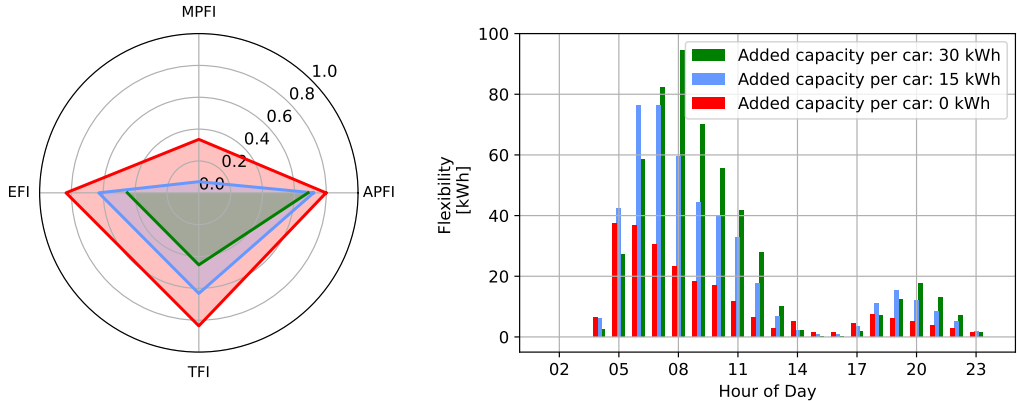 MPFI
1.0
0.8
0.6
0.4
0.2
0.0
EFI
APFI
TFI
100
80
60
40
20
0
Flexibility
[kWh]
Added capacity per car: 30 kWh
Added capacity per car: 15 kWh
Added capacity per car: 0 kWh
02 05 08 11 14 17 20 23
Hour of Day